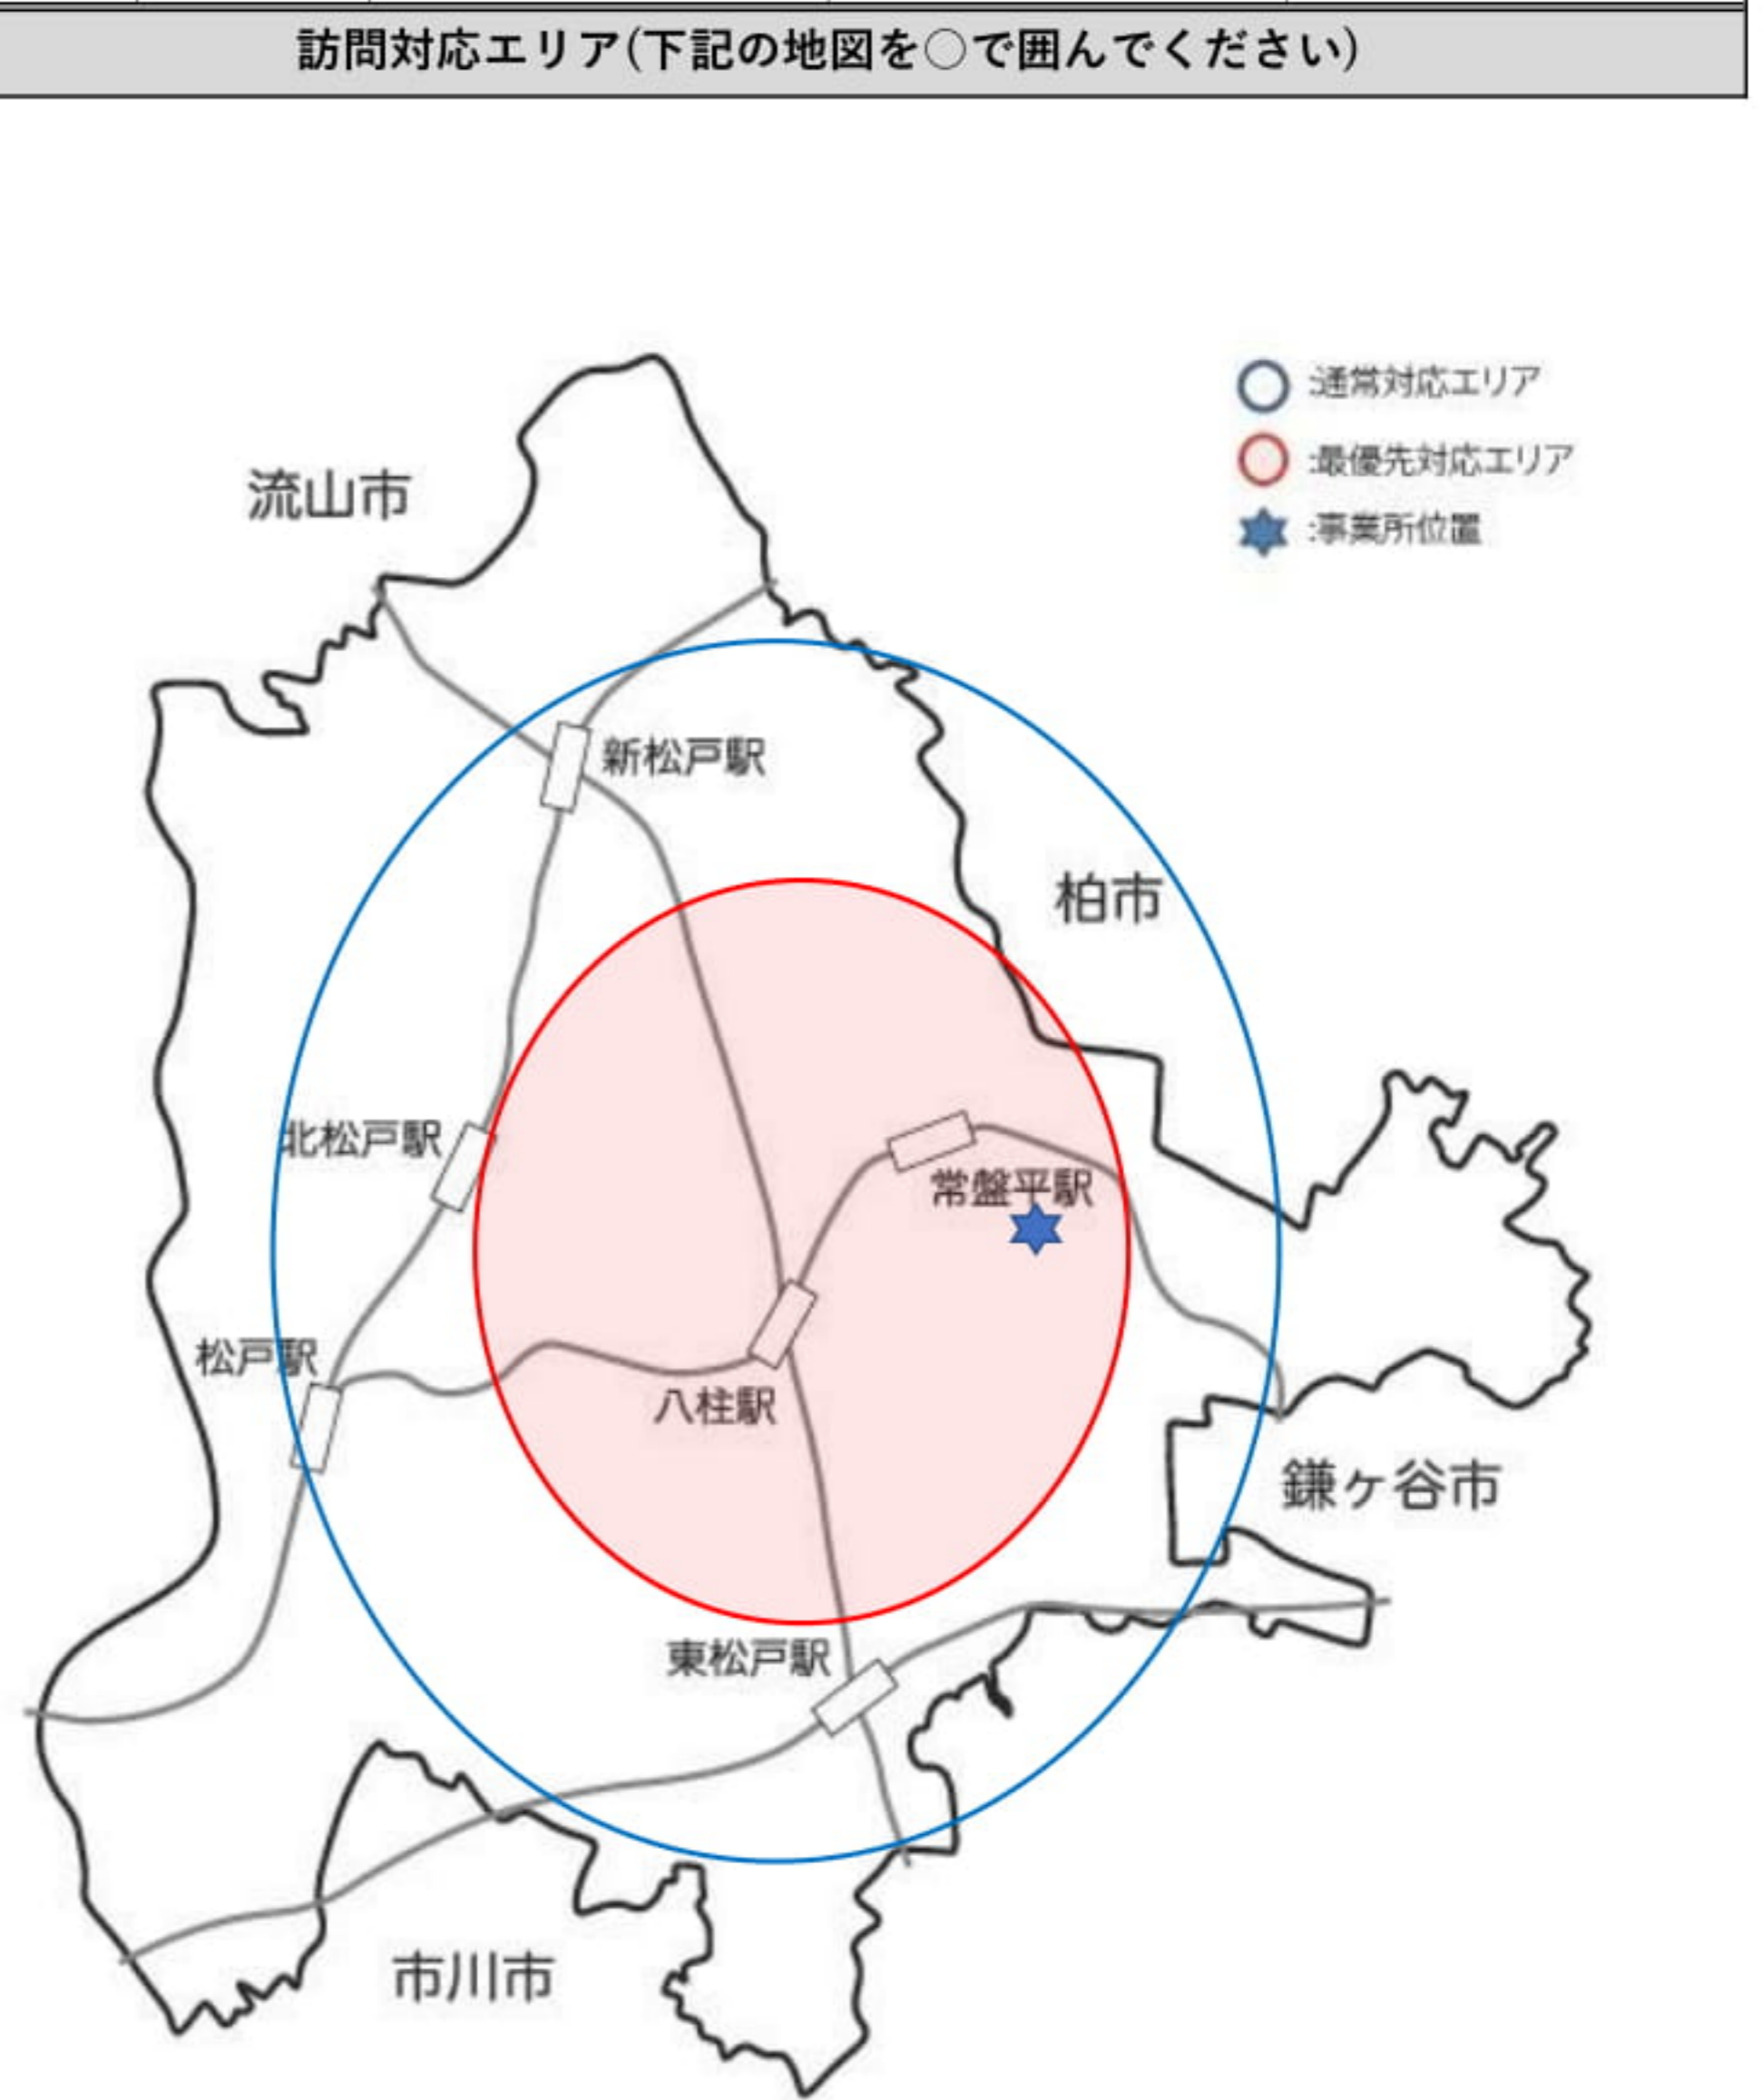 訪問対応エリア(下記の地図を○で囲んでください)
:通常対応エリア
:最優先対応エリア
:事業所位置
流山市
新松戸駅
柏市
北松戸駅
常盤平駅
松戸駅
八柱駅
鎌ヶ谷市
東松戸駅
市川市